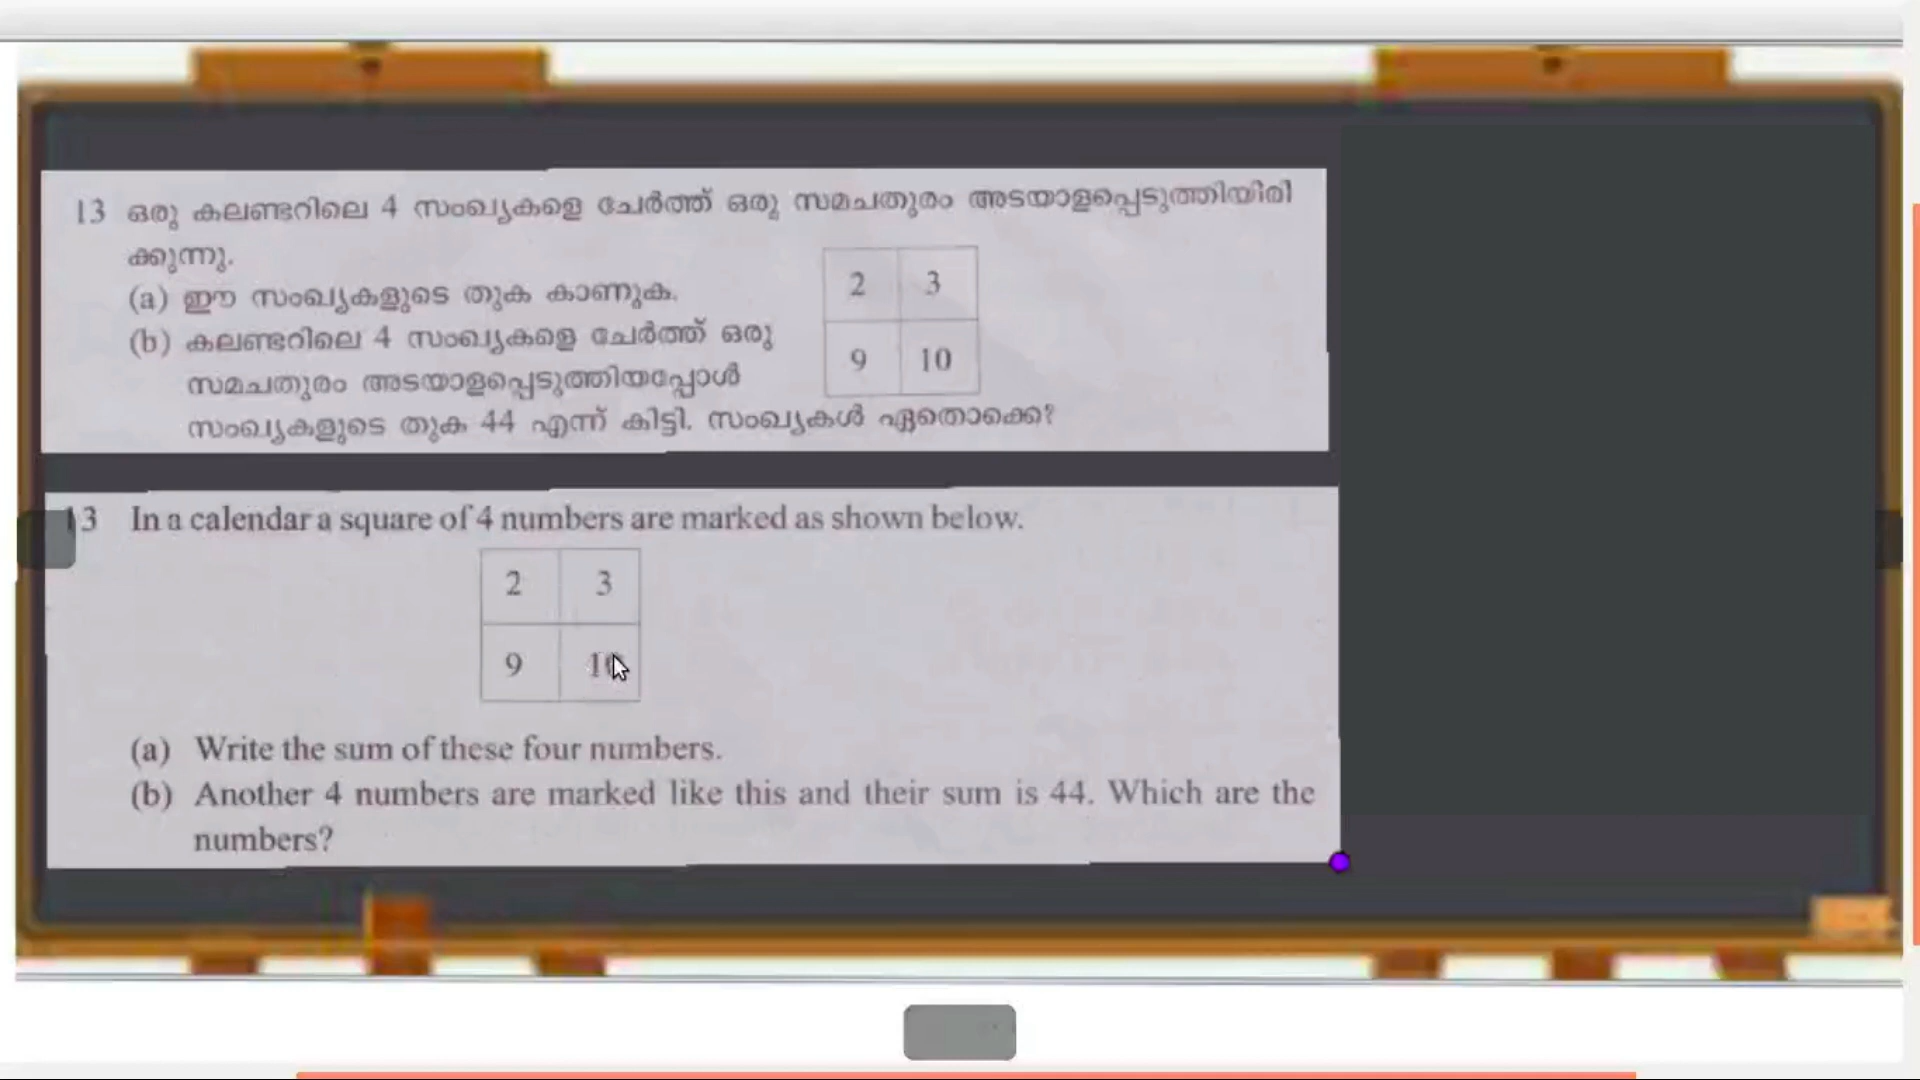 13 ഒരു കലണ്ടറിലെ 4 സംഖ്യകളെ ചേർത്ത് ഒരു സമചതുരം അടയാളപ്പെടുത്തിയിരി
ക്കുന്നു.
2 3
(a) ഈ സംഖ്യകളുടെ തുക കാണുക.
(b) കലണ്ടറിലെ 4 സംഖ്യകളെ ചേർത്ത് ഒരു
9 10
സമചതുരം അടയാളപ്പെടുത്തിയപ്പോൾ
സംഖ്യകളുടെ തുക 44 എന്ന് കിട്ടി. സംഖ്യകൾ ഏതൊക്കെ?
13 In a calendar a square of 4 numbers are marked as shown below.
2 3
9 10
(a) Write the sum of these four numbers.
(b) Another 4 numbers are marked like this and their sum is 44. Which are the
numbers?